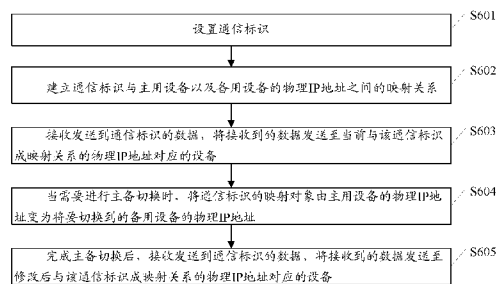 S601
设置通信标识
S602
建立通信标识与主用设备以及备用设备的物理IP地址之间的映射关系
S603
接收发送到通信标识的数据，将接收到的数据发送至当前与该通信标识
成映射关系的物理IP地址对应的设备
S604
当需要进行主备切换时，将通信标识的映射对象由主用设备的物理IP地
址变为将要切换到的备用设备的物理IP地址
S605
完成主备切换后，接收发送到通信标识的数据，将接收到的数据发送至
修改后与该通信标识成映射关系的物理IP地址对应的设备